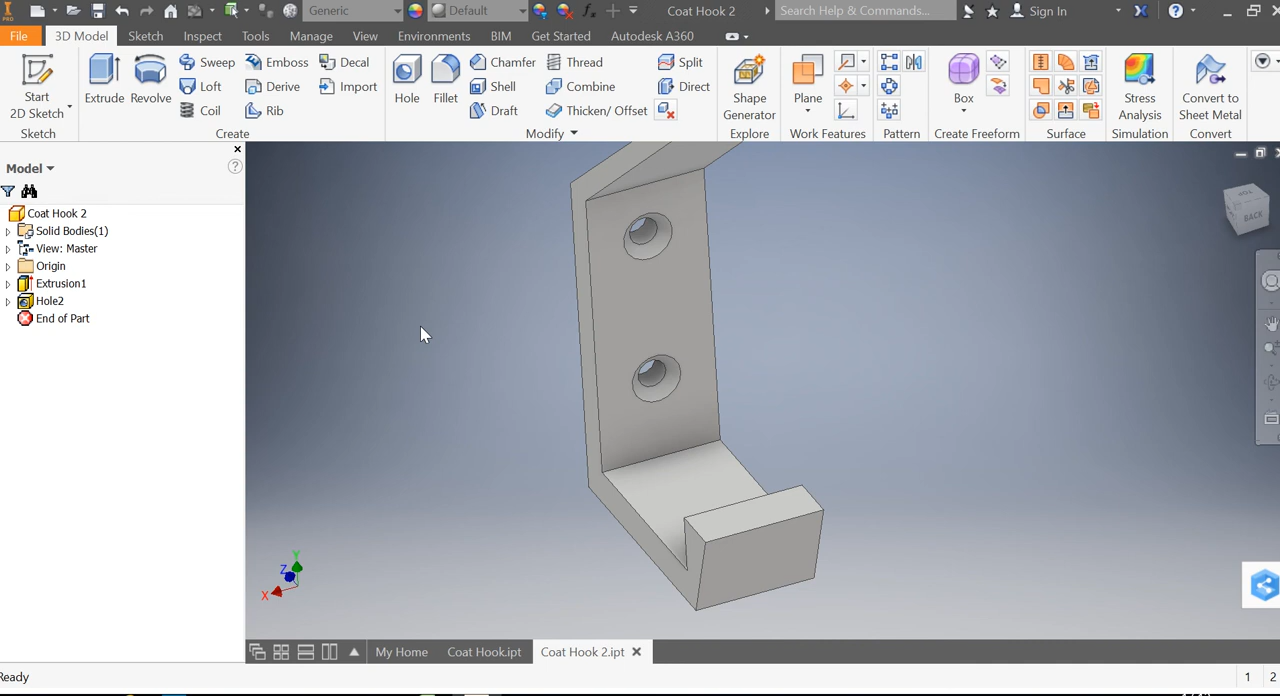 PRO
Generic
Default
Coat Hook 2
Search Help & Commands...
Sign In
File
3D Model
Sketch
Inspect
Tools
Manage
View
Environments
BIM
Get Started
Autodesk A360
Start
2D Sketch
Sketch
Extrude
Revolve
Sweep
Loft
Coil
Emboss
Derive
Rib
Decal
Import
Create
Hole
Fillet
Chamfer
Shell
Draft
Thread
Combine
Thicken/ Offset
Split
Direct
Modify
Shape
Generator
Explore
Plane
Work Features
Pattern
Box
Create Freeform
Surface
Stress
Analysis
Simulation
Convert to
Sheet Metal
Convert
Model
Coat Hook 2
Solid Bodies(1)
View: Master
Origin
Extrusion1
Hole2
End of Part
TOP
BACK
Y
Z
X
My Home
Coat Hook.ipt
Coat Hook 2.ipt
Ready
1
2